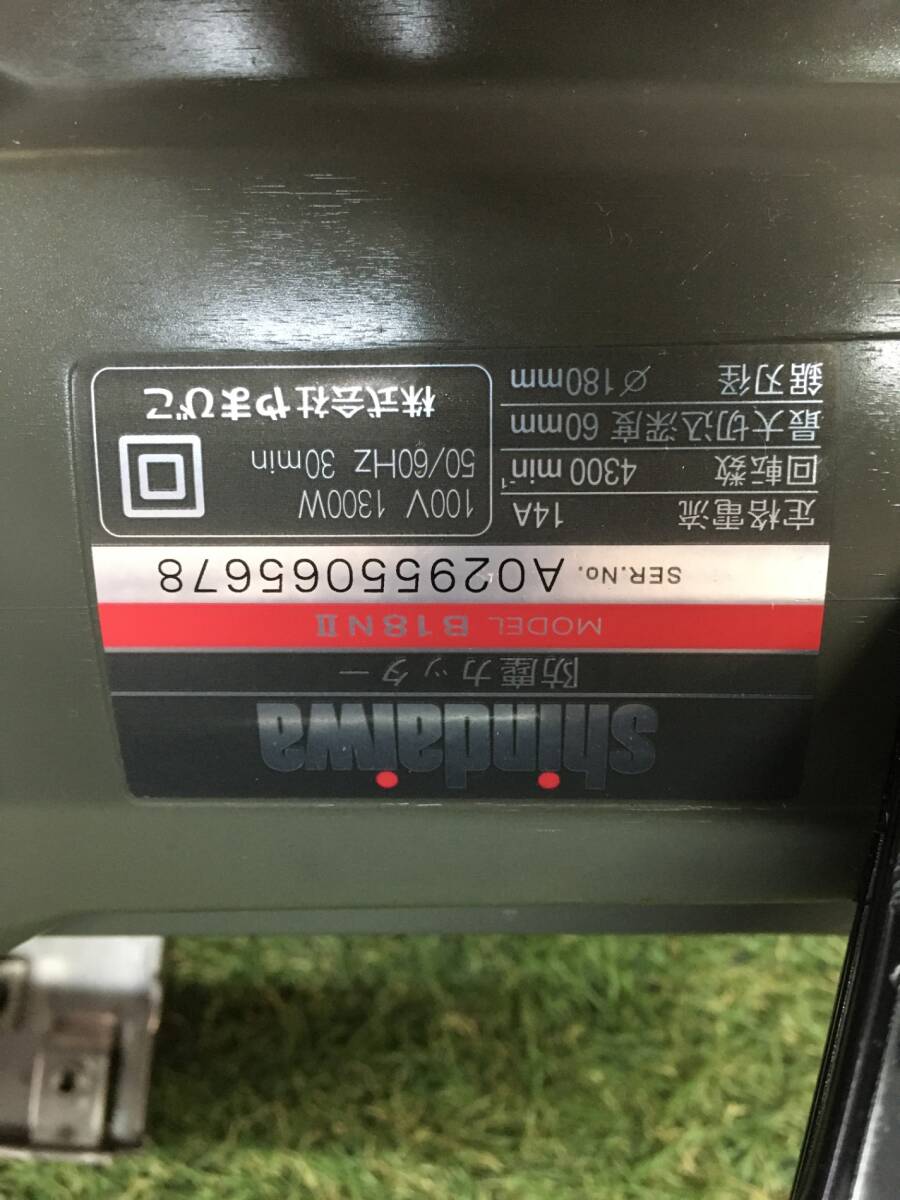 shindaiwa
防塵カッター
MODEL B18NⅡ
SER.No. A029550065678
定格電流 14A
回転数 4300 min⁻¹
最大切込深度 60mm
鋸刃径 ⌀180mm
100V 1300W
50/60HZ 30min
株式会社やまびこ